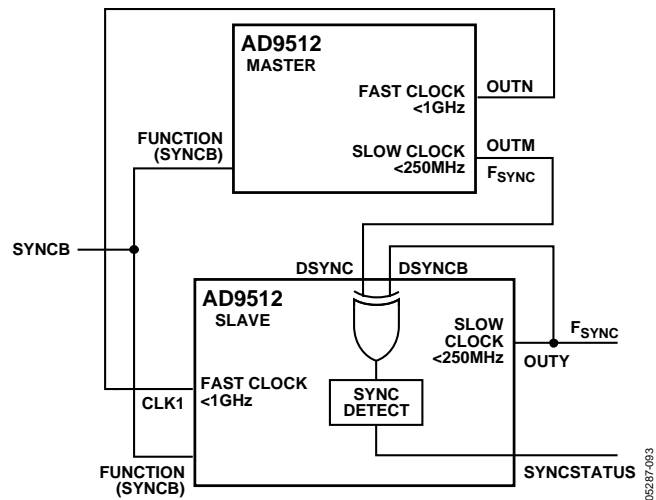 AD9512
MASTER
FAST CLOCK
<1GHz
OUTN
FUNCTION
(SYNCB)
SLOW CLOCK
<250MHz
OUTM
FSYNC
SYNCB
DSYNC
DSYNCB
AD9512
SLAVE
SLOW
CLOCK
<250MHz
FSYNC
OUTY
FAST CLOCK
<1GHz
CLK1
SYNC
DETECT
FUNCTION
(SYNCB)
SYNCSTATUS
05287-093